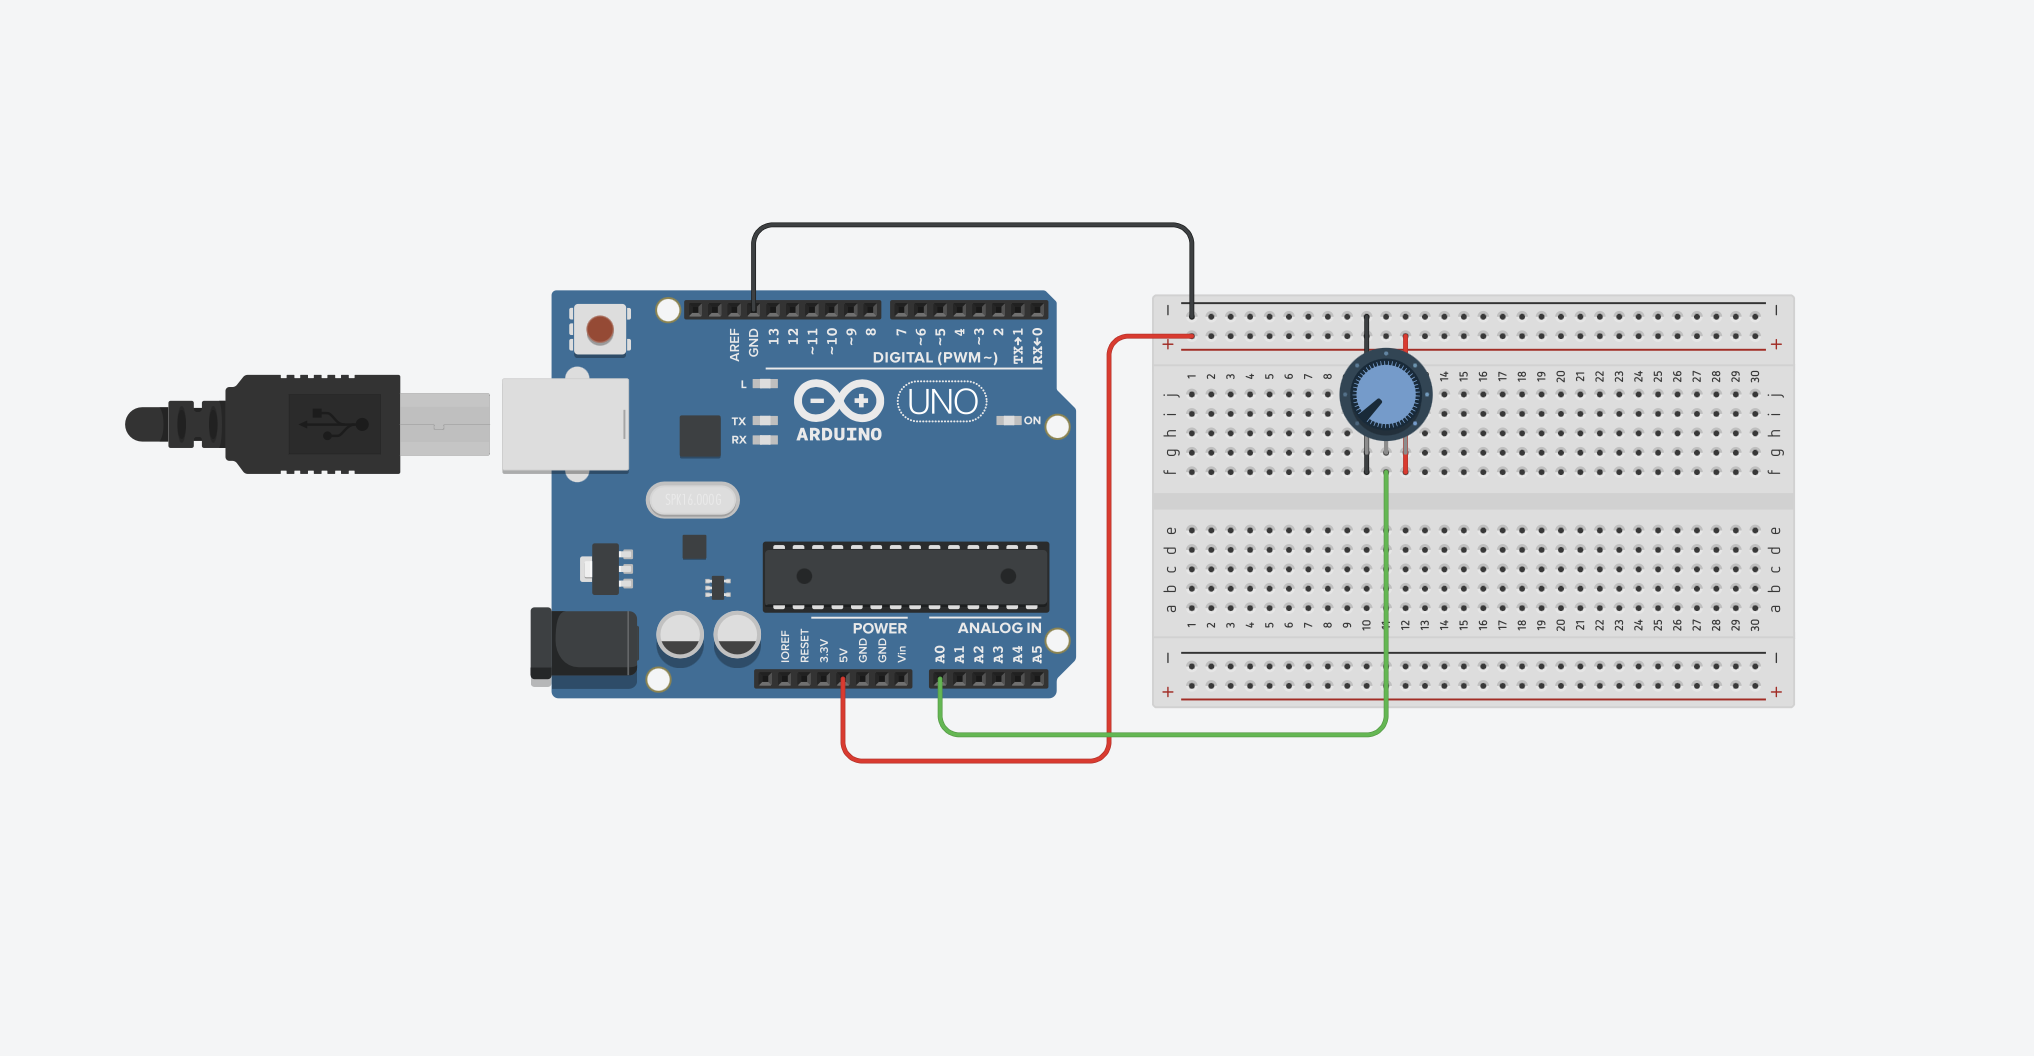 AREF
GND
13
12
~11
~10
~9
8
7
~6
~5
4
~3
2
TX→1
RX←0
DIGITAL (PWM~)
L
TX
RX
ARDUINO
UNO
ON
SPK16.000G
POWER
ANALOG IN
IOREF
RESET
3.3V
5V
GND
GND
Vin
A0
A1
A2
A3
A4
A5
− −
+ +
1 2 3 4 5 6 7 8 14 15 16 17 18 19 20 21 22 23 24 25 26 27 28 29 30
j j
i i
h h
g g
f f
e e
d d
c c
b b
a a
1 2 3 4 5 6 7 8 9 10 11 12 13 14 15 16 17 18 19 20 21 22 23 24 25 26 27 28 29 30
− −
+ +